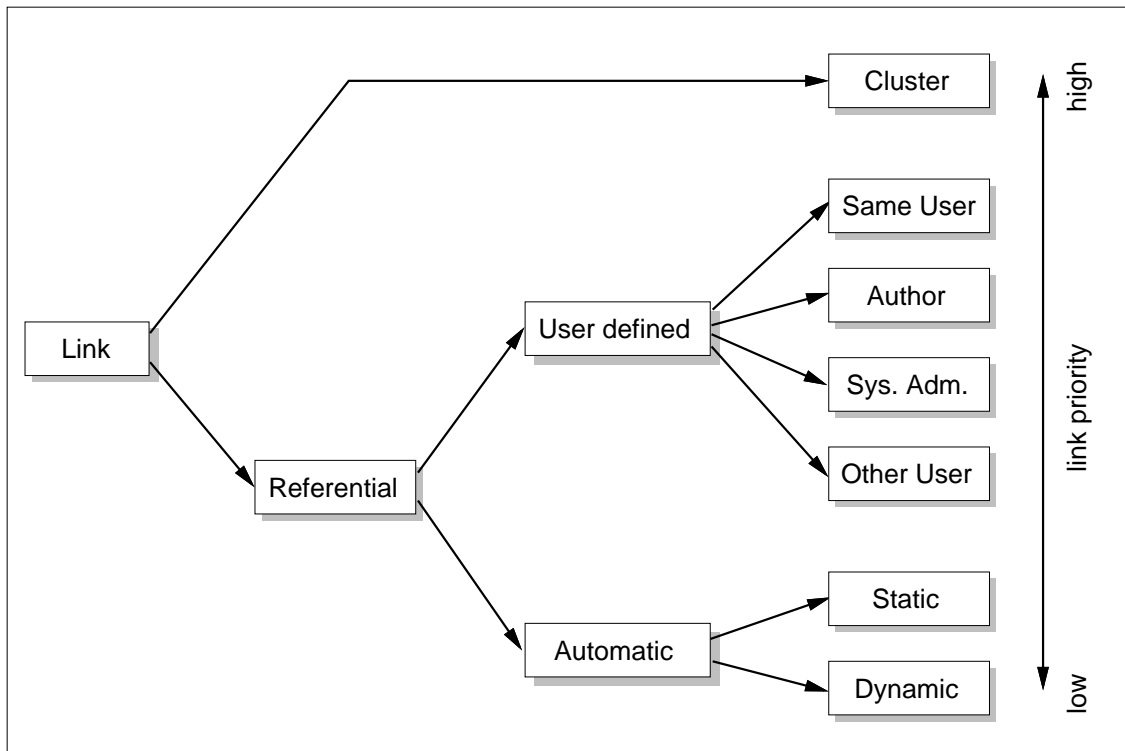 Cluster
high
Same User
Author
Link
User defined
Sys. Adm.
link priority
Referential
Other User
Static
Automatic
Dynamic
low